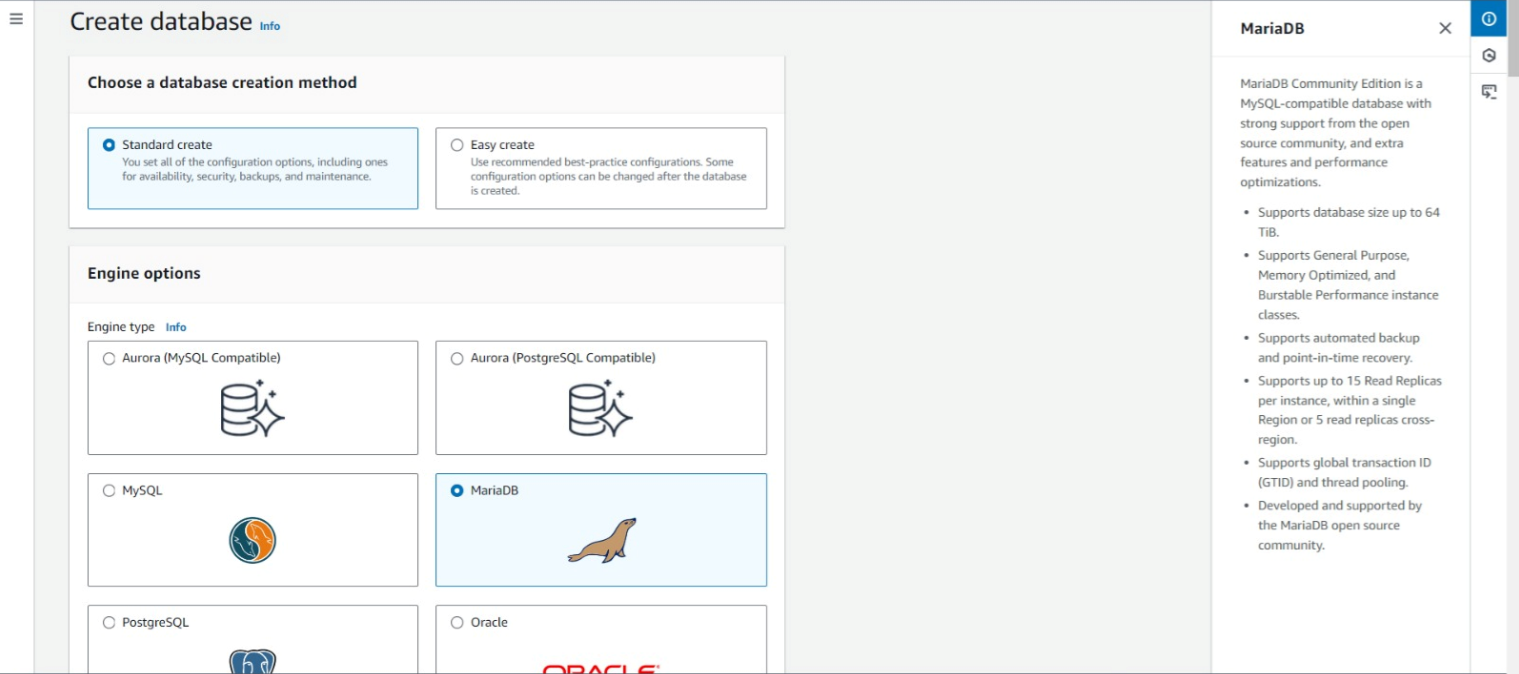 Create database Info
Choose a database creation method
Standard create
You set all of the configuration options, including ones
for availability, security, backups, and maintenance.
Easy create
Use recommended best-practice configurations. Some
configuration options can be changed after the database
is created.
Engine options
Engine type Info
Aurora (MySQL Compatible)
Aurora (PostgreSQL Compatible)
MySQL
MariaDB
PostgreSQL
Oracle
ORACLE
MariaDB
MariaDB Community Edition is a
MySQL-compatible database with
strong support from the open
source community, and extra
features and performance
optimizations.
• Supports database size up to 64
TiB.
• Supports General Purpose,
Memory Optimized, and
Burstable Performance instance
classes.
• Supports automated backup
and point-in-time recovery.
• Supports up to 15 Read Replicas
per instance, within a single
Region or 5 read replicas cross-
region.
• Supports global transaction ID
(GTID) and thread pooling.
• Developed and supported by
the MariaDB open source
community.